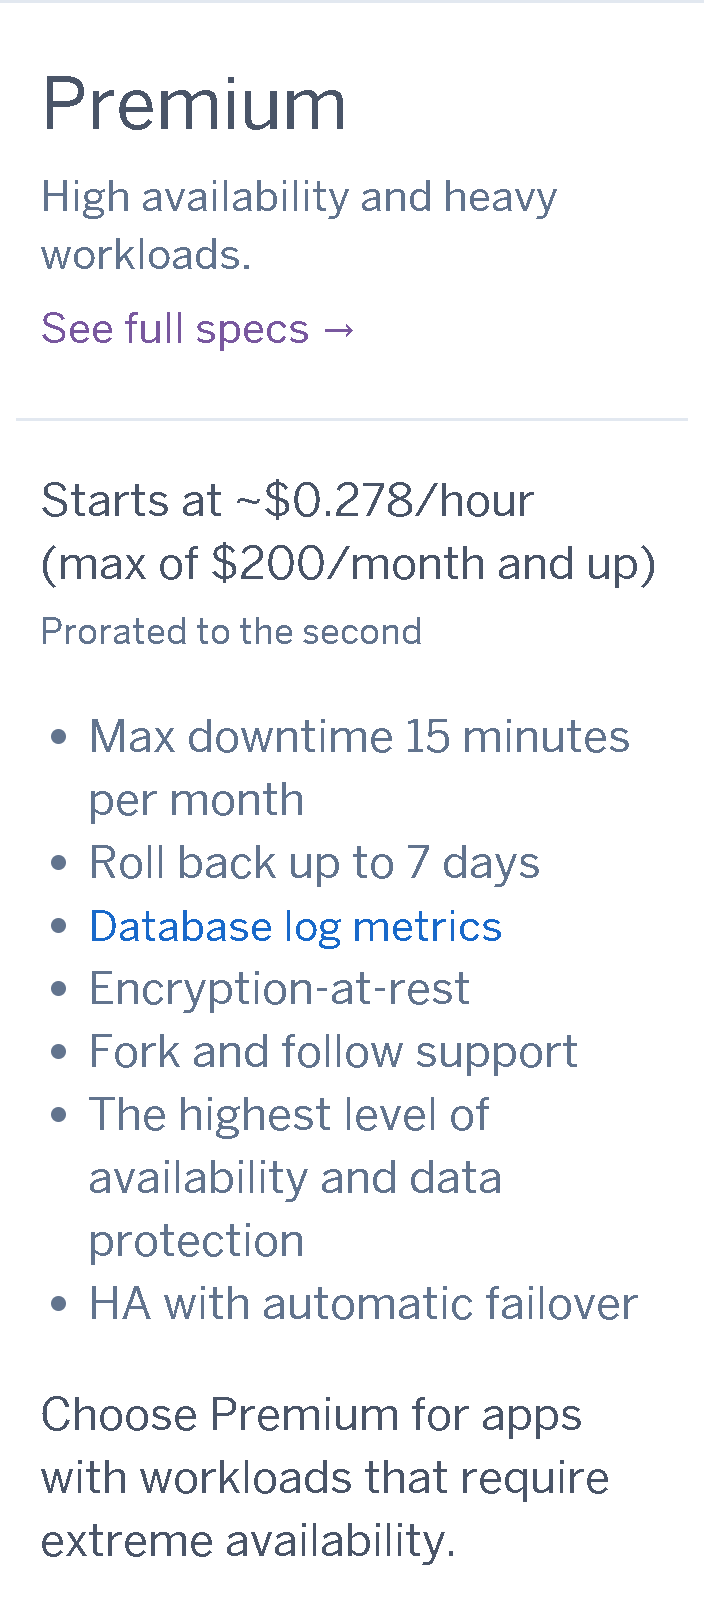 Premium
High availability and heavy
workloads.
See full specs →
Starts at ~$0.278/hour
(max of $200/month and up)
Prorated to the second
• Max downtime 15 minutes
per month
• Roll back up to 7 days
• Database log metrics
• Encryption-at-rest
• Fork and follow support
• The highest level of
availability and data
protection
• HA with automatic failover
Choose Premium for apps
with workloads that require
extreme availability.